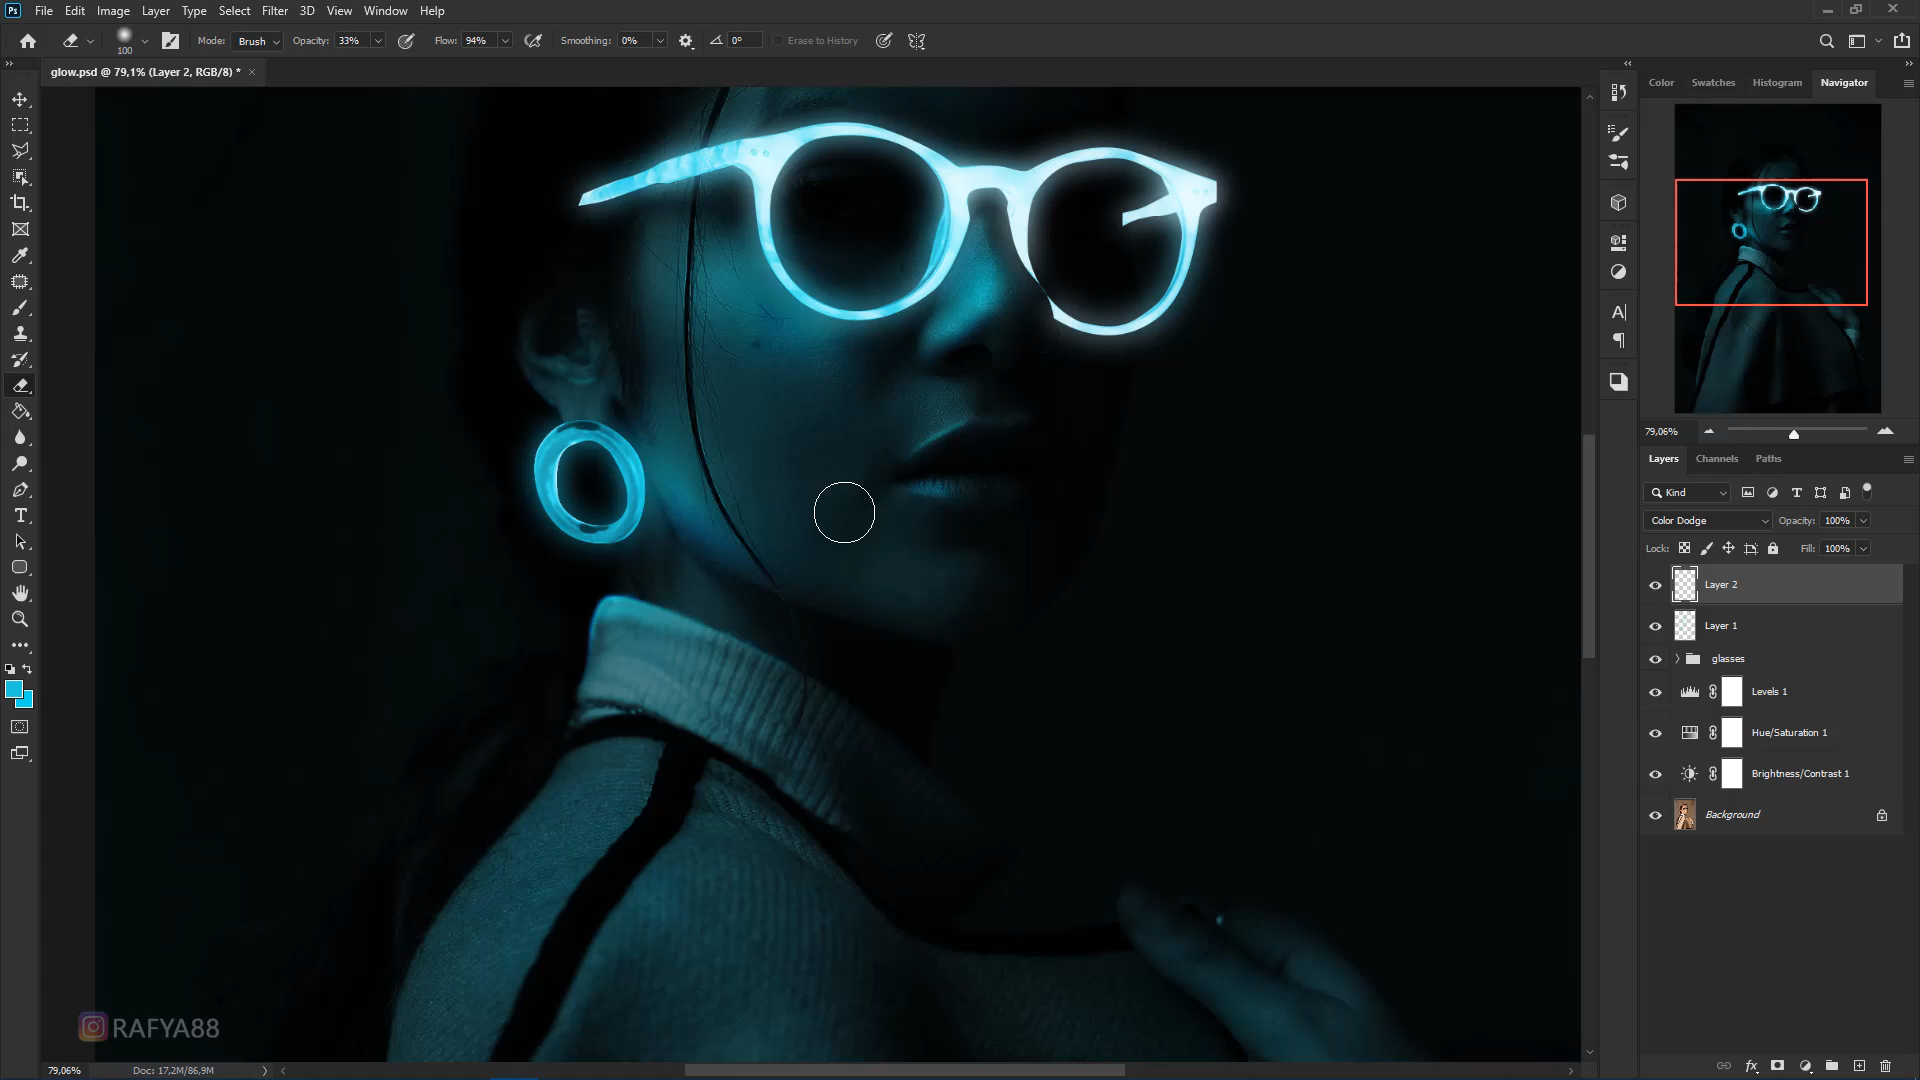 Ps File Edit Image Layer Type Select Filter 3D View Window Help
100 Mode: Brush Opacity: 33% Flow: 94% Smoothing: 0% 0° Erase to History
glow.psd @ 79,1% (Layer 2, RGB/8) * ×
Color Swatches Histogram Navigator
79,06%
Layers Channels Paths
Kind
Color Dodge Opacity: 100%
Lock: Fill: 100%
Layer 2
Layer 1
glasses
Levels 1
Hue/Saturation 1
Brightness/Contrast 1
Background
RAFYA88
79,06% Doc: 17,2M/86,9M